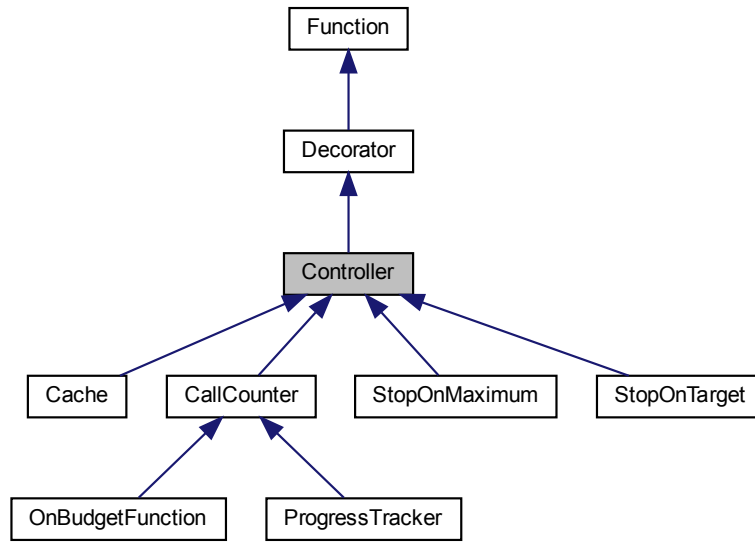 Function
Decorator
Controller
Cache
CallCounter
StopOnMaximum
StopOnTarget
OnBudgetFunction
ProgressTracker